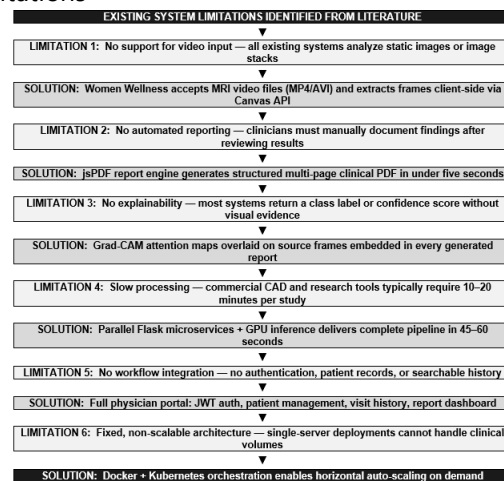 EXISTING SYSTEM LIMITATIONS IDENTIFIED FROM LITERATURE
LIMITATION 1: No support for video input — all existing systems analyze static images or image
stacks
SOLUTION: Women Wellness accepts MRI video files (MP4/AVI) and extracts frames client-side via
Canvas API
LIMITATION 2: No automated reporting — clinicians must manually document findings after
reviewing results
SOLUTION: jsPDF report engine generates structured multi-page clinical PDF in under five seconds
LIMITATION 3: No explainability — most systems return a class label or confidence score without
visual evidence
SOLUTION: Grad-CAM attention maps overlaid on source frames embedded in every generated
report
LIMITATION 4: Slow processing — commercial CAD and research tools typically require 10–20
minutes per study
SOLUTION: Parallel Flask microservices + GPU inference delivers complete pipeline in 45–60
seconds
LIMITATION 5: No workflow integration — no authentication, patient records, or searchable history
SOLUTION: Full physician portal: JWT auth, patient management, visit history, report dashboard
LIMITATION 6: Fixed, non-scalable architecture — single-server deployments cannot handle clinical
volumes
SOLUTION: Docker + Kubernetes orchestration enables horizontal auto-scaling on demand